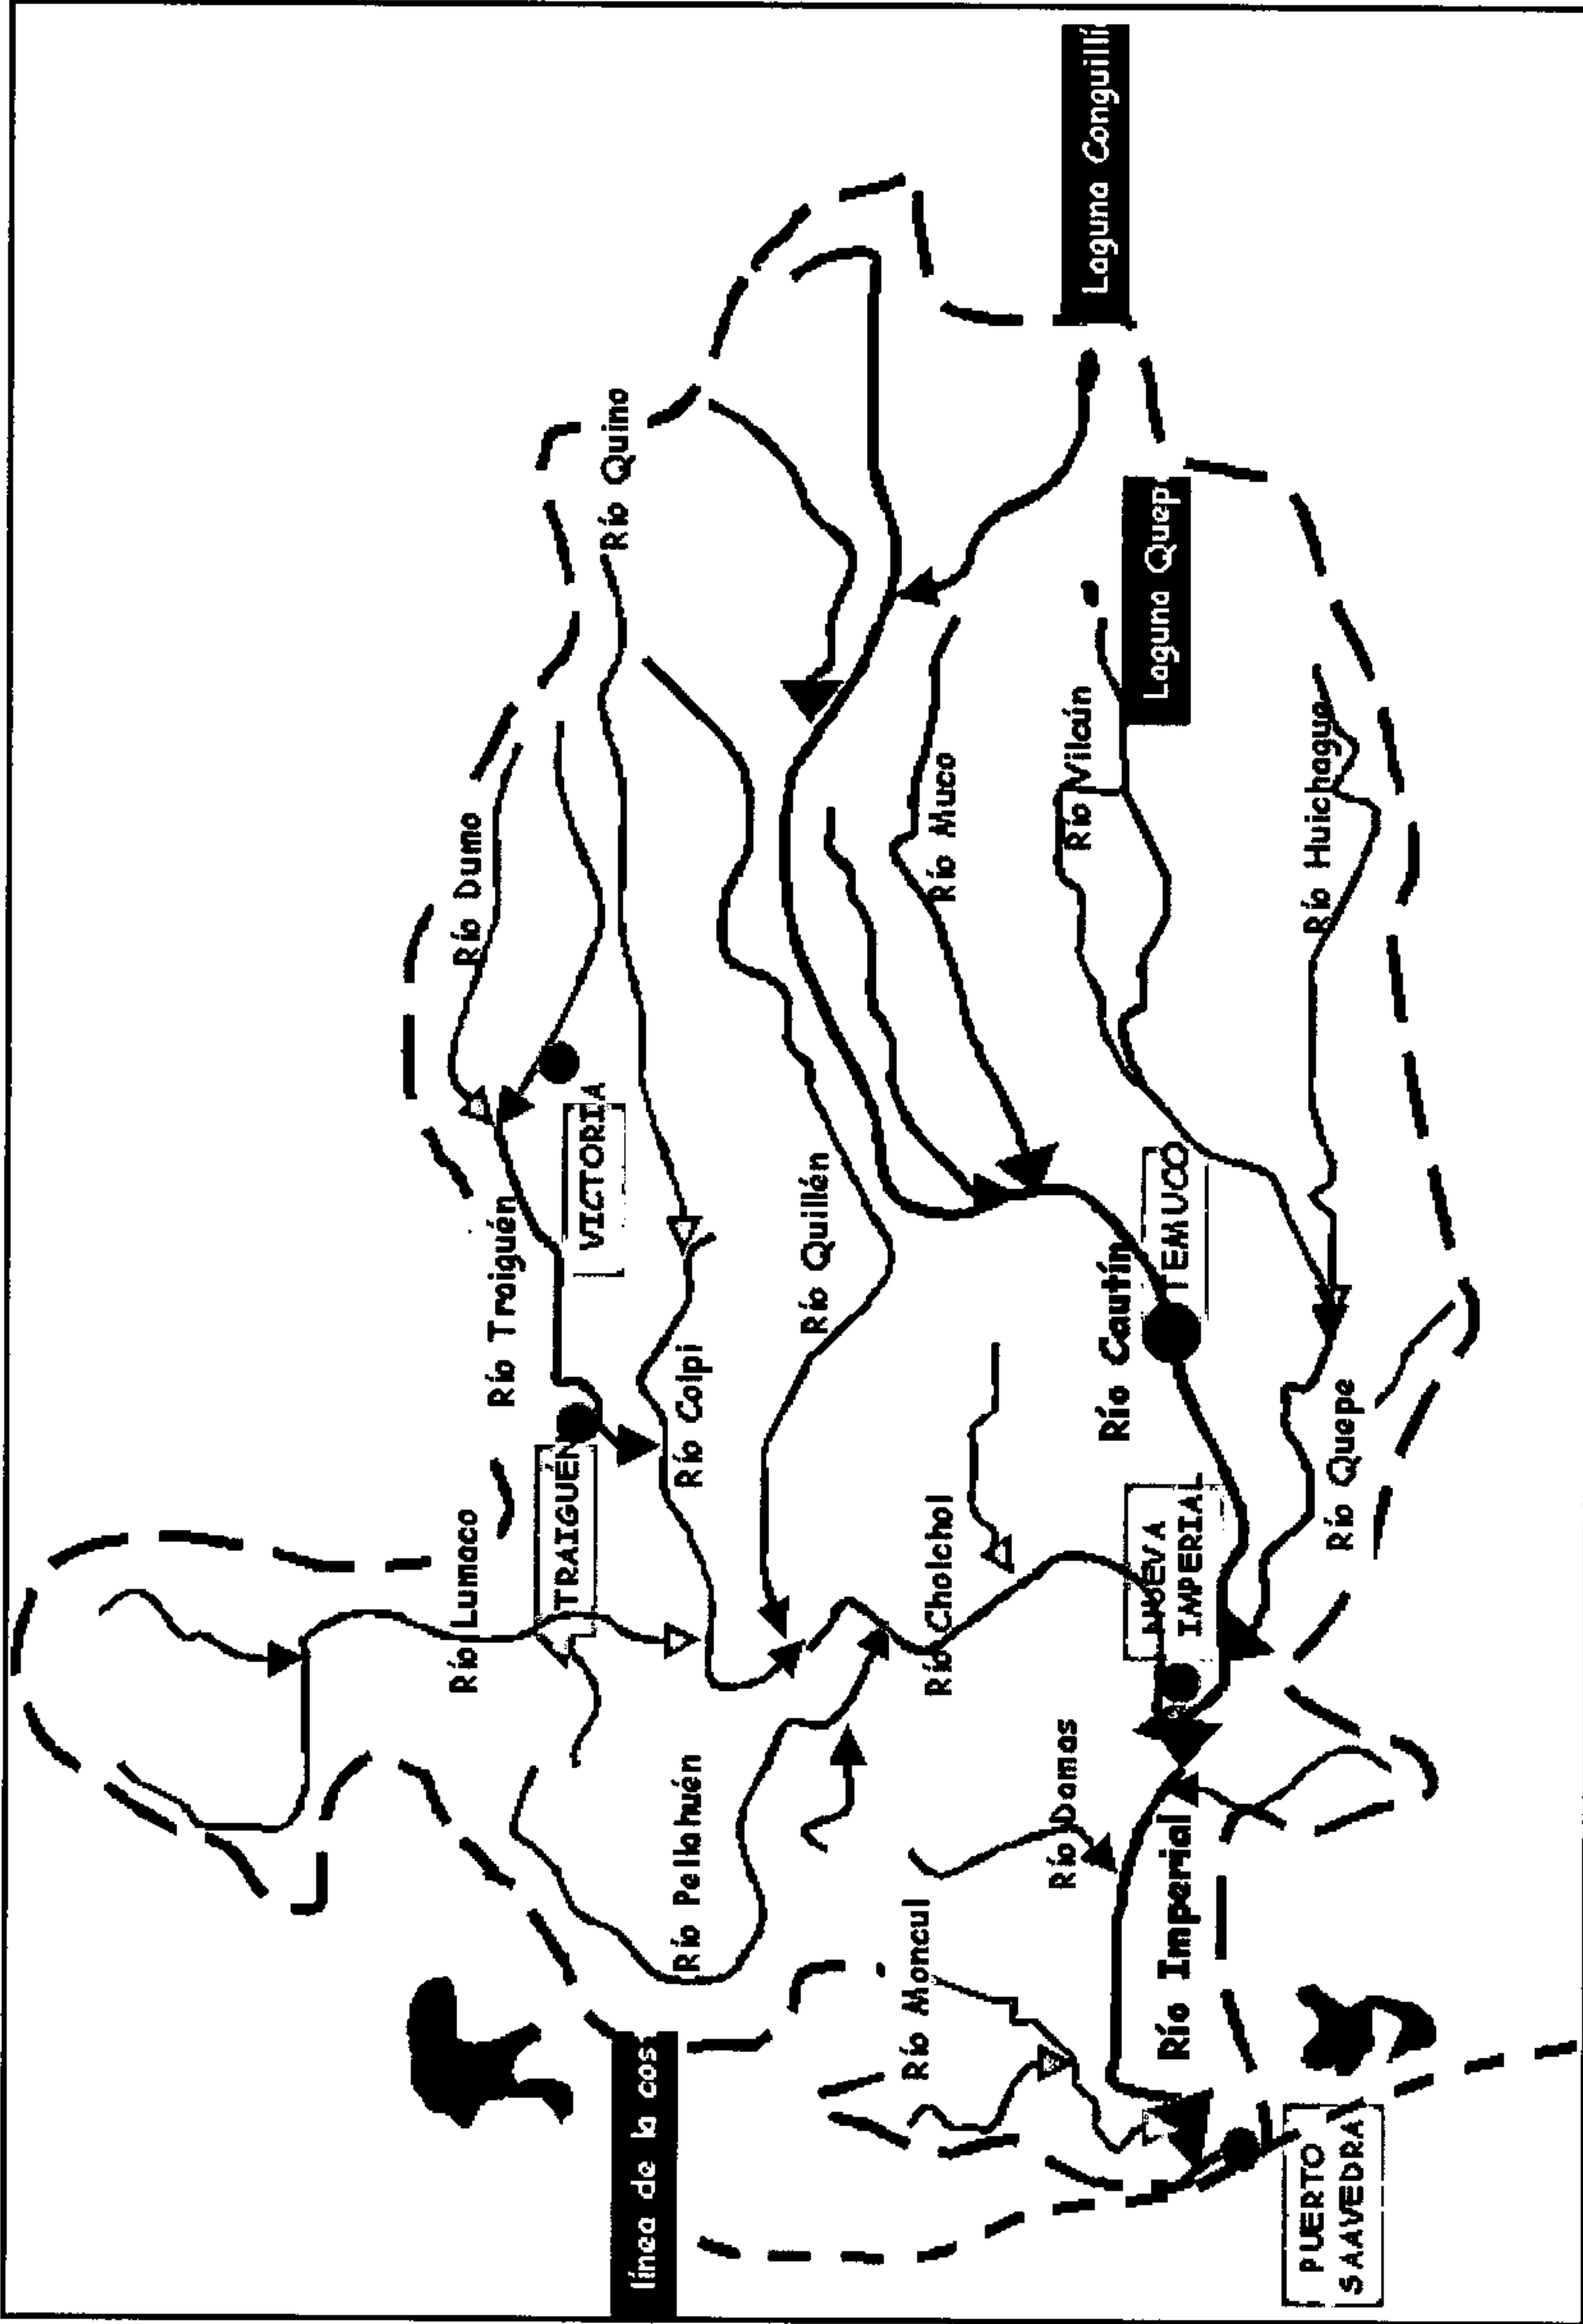 Río Lumaco
Río Traiguén
Río Dumo
TRAIGUÉN
VICTORIA
Río Quino
línea de la cos
Río Pellahuén
Río Colpi
Río Quillén
Río Moncul
Río Cholchol
Río Muco
Río Damas
Río Cautín
Río Vilcún
Laguna Conguilli
Río Imperial
NUEVA
IMPERIAL
TEMUCO
Laguna Quep
PUERTO
SAAVEDRA
Río Quepe
Río Huichague